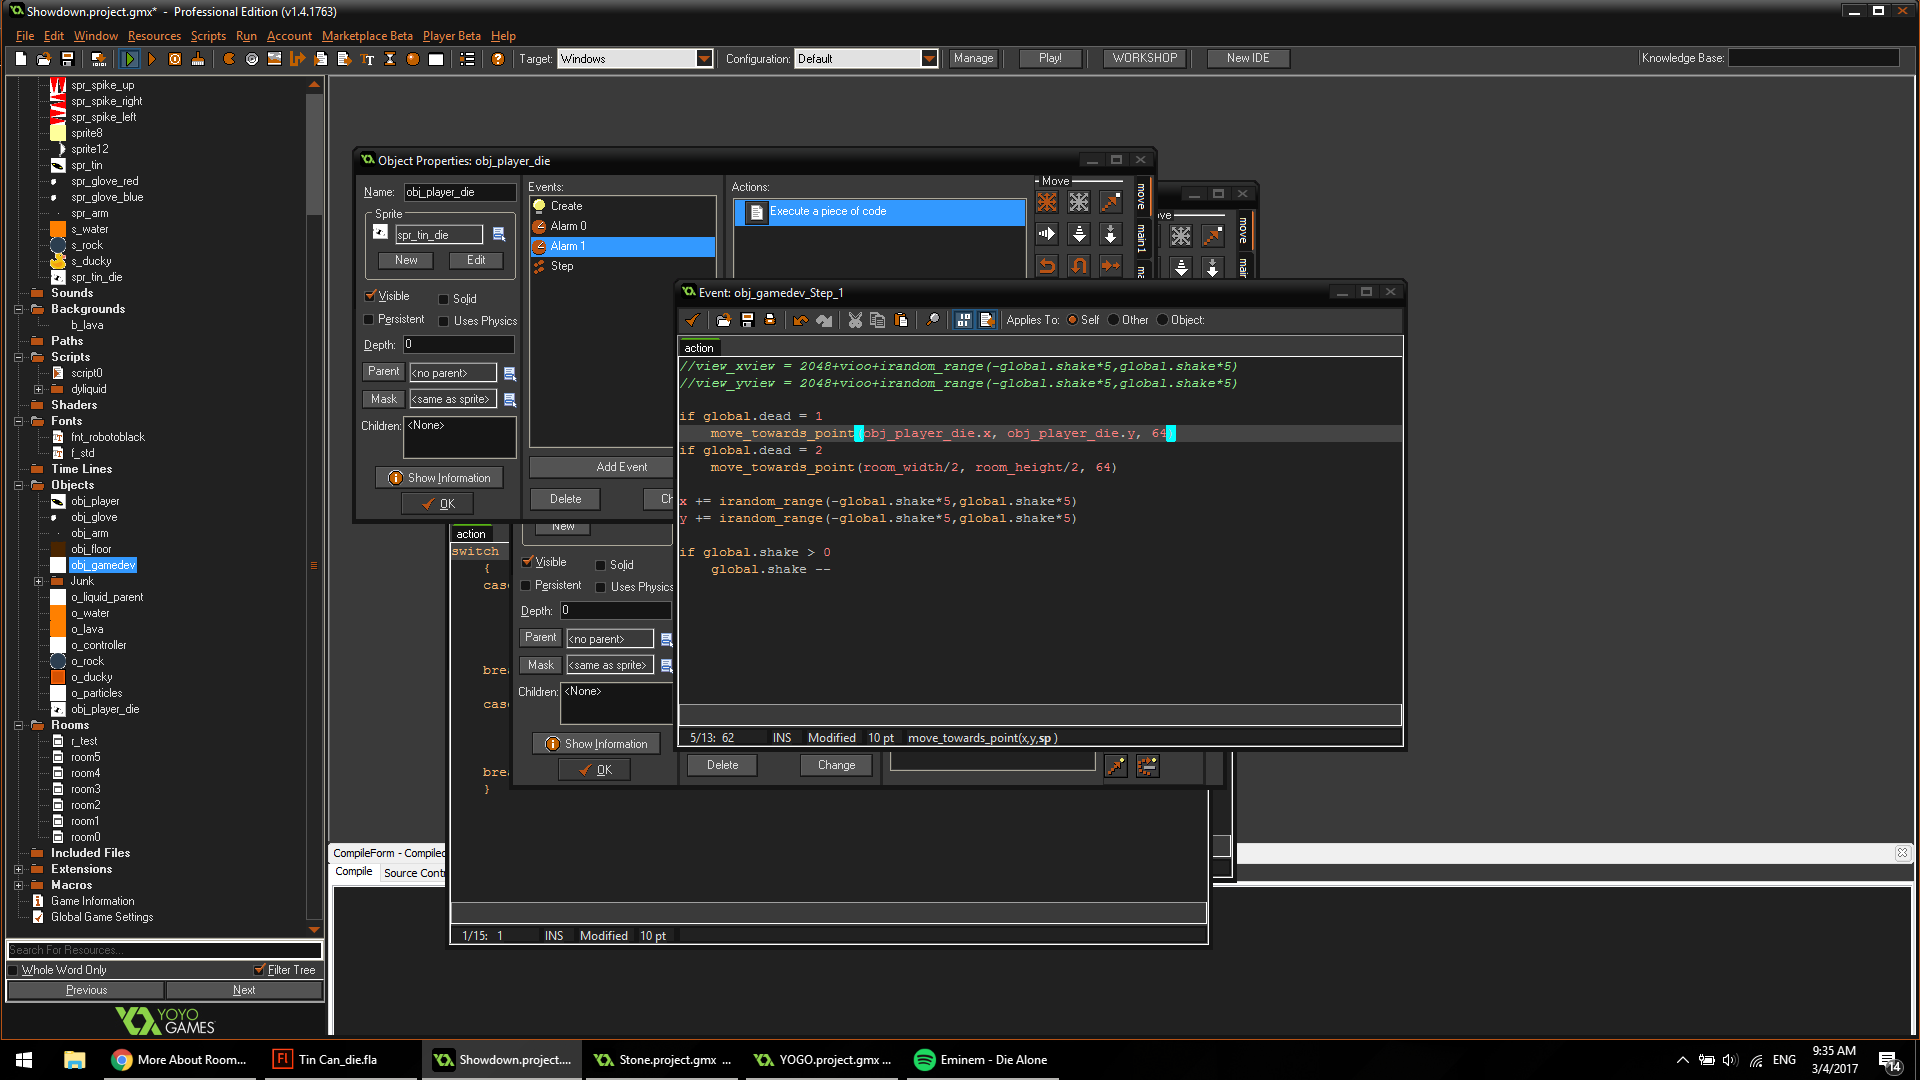 Showdown.project.gmx* - Professional Edition (v1.4.1763)
File Edit Window Resources Scripts Run Account Marketplace Beta Player Beta Help
Target: Windows Configuration: Default Manage Play! WORKSHOP New IDE Knowledge Base:
spr_spike_up
spr_spike_right
spr_spike_left
sprite8
sprite12
spr_tin
spr_glove_red
spr_glove_blue
spr_arm
s_water
s_rock
s_ducky
spr_tin_die
Sounds
Backgrounds
b_lava
Paths
Scripts
script0
dyliquid
Shaders
Fonts
fnt_robotoblack
f_std
Time Lines
Objects
obj_player
obj_glove
obj_arm
obj_floor
obj_gamedev
Junk
o_liquid_parent
o_water
o_lava
o_controller
o_rock
o_ducky
o_particles
obj_player_die
Rooms
r_test
room5
room4
room3
room2
room1
room0
Included Files
Extensions
Macros
Game Information
Global Game Settings
Search For Resources...
Whole Word Only Filter Tree
Previous Next
YOYO
GAMES
Object Properties: obj_player_die
Name: obj_player_die
Sprite
spr_tin_die
New Edit
Visible Solid
Persistent Uses Physics
Depth: 0
Parent <no parent>
Mask <same as sprite>
Children: <None>
Show Information
OK
Events:
Create
Alarm 0
Alarm 1
Step
Add Event
Delete Ch
Actions:
Execute a piece of code
Move
move
main1
ma
ve
move
mai
Event: obj_gamedev_Step_1
Applies To: Self Other Object:
action
//view_xview = 2048+vioo+irandom_range(-global.shake*5,global.shake*5)
//view_yview = 2048+vioo+irandom_range(-global.shake*5,global.shake*5)
if global.dead = 1
move_towards_point(obj_player_die.x, obj_player_die.y, 64)
if global.dead = 2
move_towards_point(room_width/2, room_height/2, 64)
x += irandom_range(-global.shake*5,global.shake*5)
y += irandom_range(-global.shake*5,global.shake*5)
if global.shake > 0
global.shake --
5/13: 62 INS Modified 10 pt move_towards_point(x,y,sp )
action
switch
{
case
brea
case
brea
}
1/15: 1 INS Modified 10 pt
New
Visible Solid
Persistent Uses Physics
Depth: 0
Parent <no parent>
Mask <same as sprite>
Children: <None>
Show Information
OK
Delete Change
CompileForm - Compiled
Compile Source Contr
More About Room... Tin Can_die.fla Showdown.project.... Stone.project.gmx ... YOGO.project.gmx ... Eminem - Die Alone
ENG
9:35 AM
3/4/2017
14